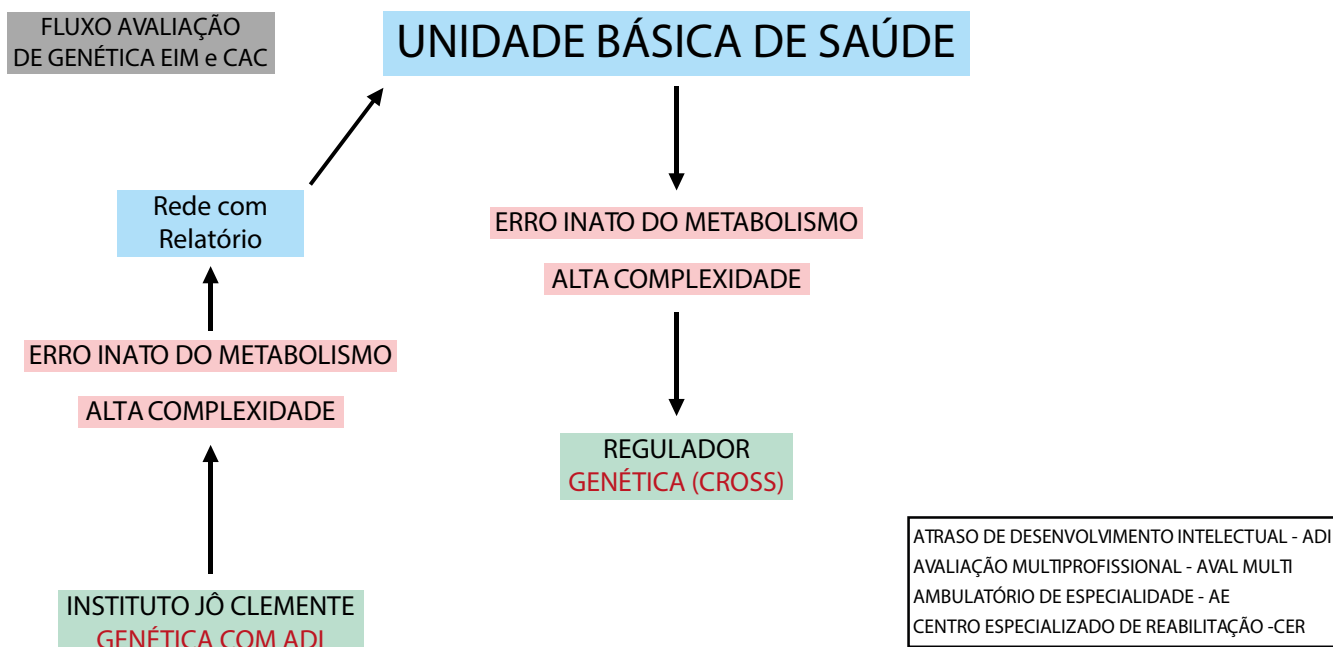 FLUXO AVALIAÇÃO
DE GENÉTICA EIM e CAC
UNIDADE BÁSICA DE SAÚDE
Rede com
Relatório
ERRO INATO DO METABOLISMO
ALTA COMPLEXIDADE
ERRO INATO DO METABOLISMO
ALTA COMPLEXIDADE
REGULADOR
GENÉTICA (CROSS)
INSTITUTO JÔ CLEMENTE
GENÉTICA COM ADI
ATRASO DE DESENVOLVIMENTO INTELECTUAL - ADI
AVALIAÇÃO MULTIPROFISSIONAL - AVAL MULTI
AMBULATÓRIO DE ESPECIALIDADE - AE
CENTRO ESPECIALIZADO DE REABILITAÇÃO -CER